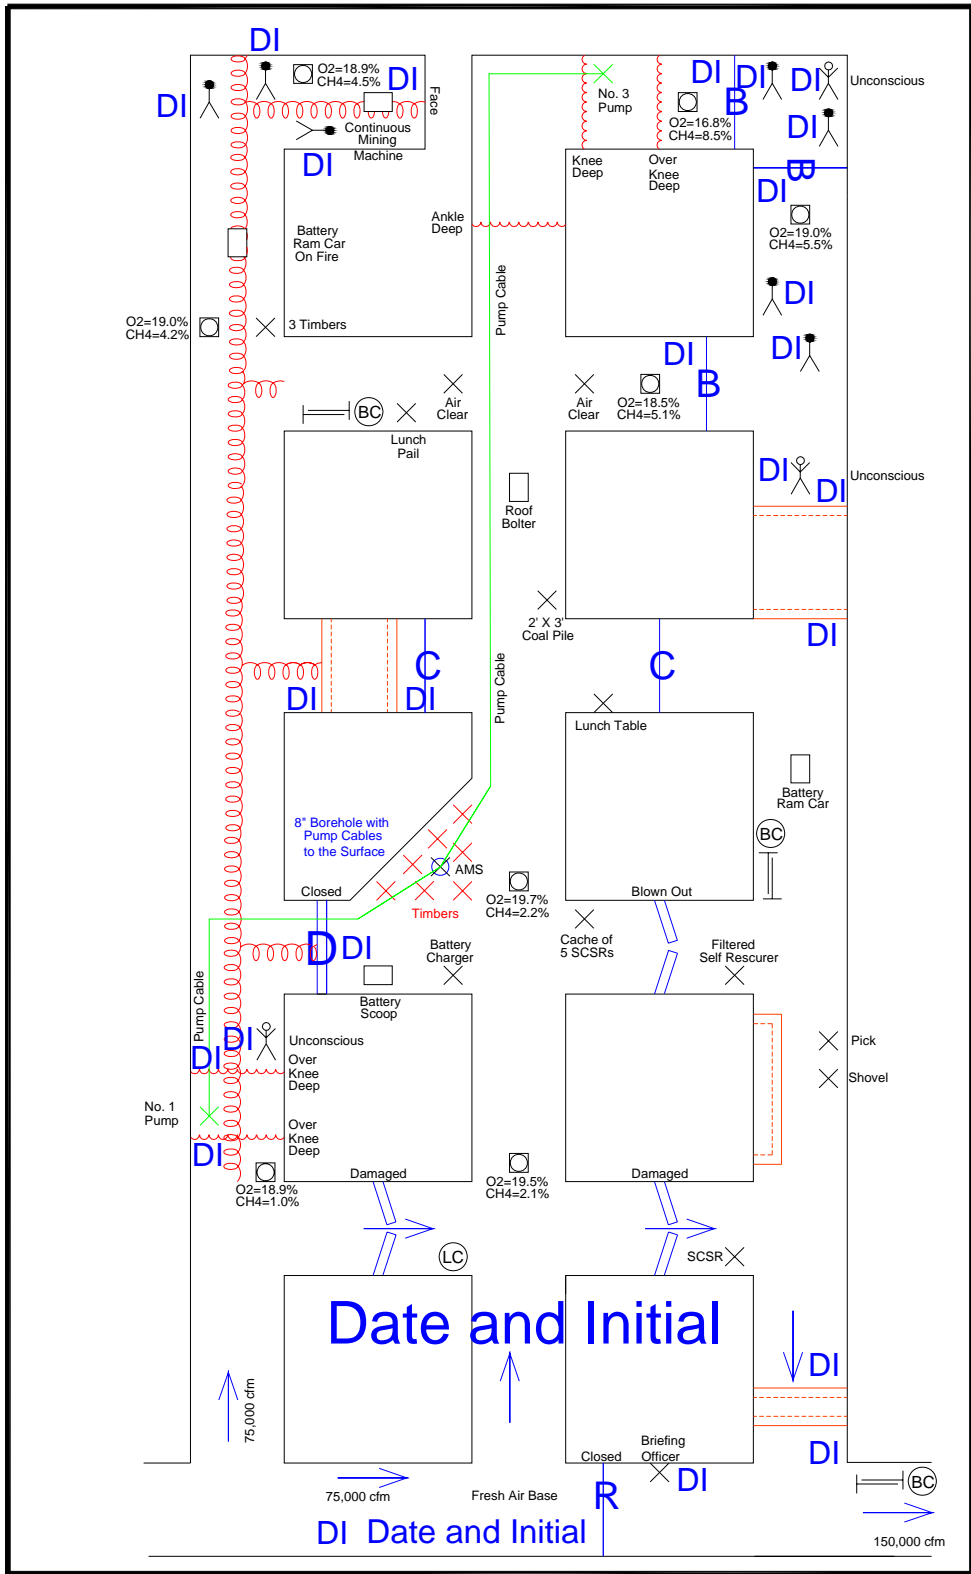 DI
DI
O2=18.9%
CH4=4.5%
DI
DI
Face
Continuous
Mining
Machine
DI
No. 3
Pump
DI
DI
DI
Unconscious
B
O2=16.8%
CH4=8.5%
DI
Knee
Deep
Over
Knee
Deep
B
DI
O2=19.0%
CH4=5.5%
Ankle
Deep
Battery
Ram Car
On Fire
Pump Cable
DI
O2=19.0%
CH4=4.2%
3 Timbers
DI
DI
B
Air
Clear
Air
Clear
O2=18.5%
CH4=5.1%
BC
Lunch
Pail
DI
Unconscious
DI
Roof
Bolter
2' X 3'
Coal Pile
DI
C
C
DI
DI
Pump Cable
Lunch Table
Battery
Ram Car
8" Borehole with
Pump Cables
to the Surface
BC
AMS
Closed
Timbers
O2=19.7%
CH4=2.2%
Blown Out
D
DI
Battery
Charger
Cache of
5 SCSRs
Filtered
Self Rescurer
Pump Cable
Battery
Scoop
DI
DI
Unconscious
Over
Knee
Deep
Pick
Shovel
No. 1
Pump
Over
Knee
Deep
DI
O2=18.9%
CH4=1.0%
Damaged
O2=19.5%
CH4=2.1%
Damaged
LC
SCSR
Date and Initial
DI
75,000 cfm
Closed
Briefing
Officer
DI
DI
75,000 cfm
Fresh Air Base
R
BC
DI
Date and Initial
150,000 cfm